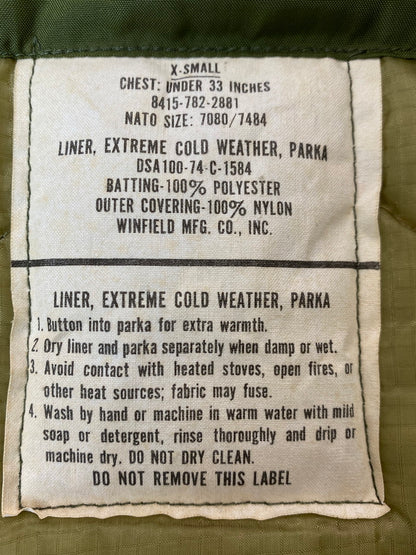 X-SMALL
CHEST: UNDER 33 INCHES
8415-782-2881
NATO SIZE: 7080/7484
LINER, EXTREME COLD WEATHER, PARKA
DSA100-74-C-1584
BATTING-100% POLYESTER
OUTER COVERING-100% NYLON
WINFIELD MFG. CO., INC.
LINER, EXTREME COLD WEATHER, PARKA
1. Button into parka for extra warmth.
2. Dry liner and parka separately when damp or wet.
3. Avoid contact with heated stoves, open fires, or
other heat sources; fabric may fuse.
4. Wash by hand or machine in warm water with mild
soap or detergent, rinse thoroughly and drip or
machine dry. DO NOT DRY CLEAN.
DO NOT REMOVE THIS LABEL